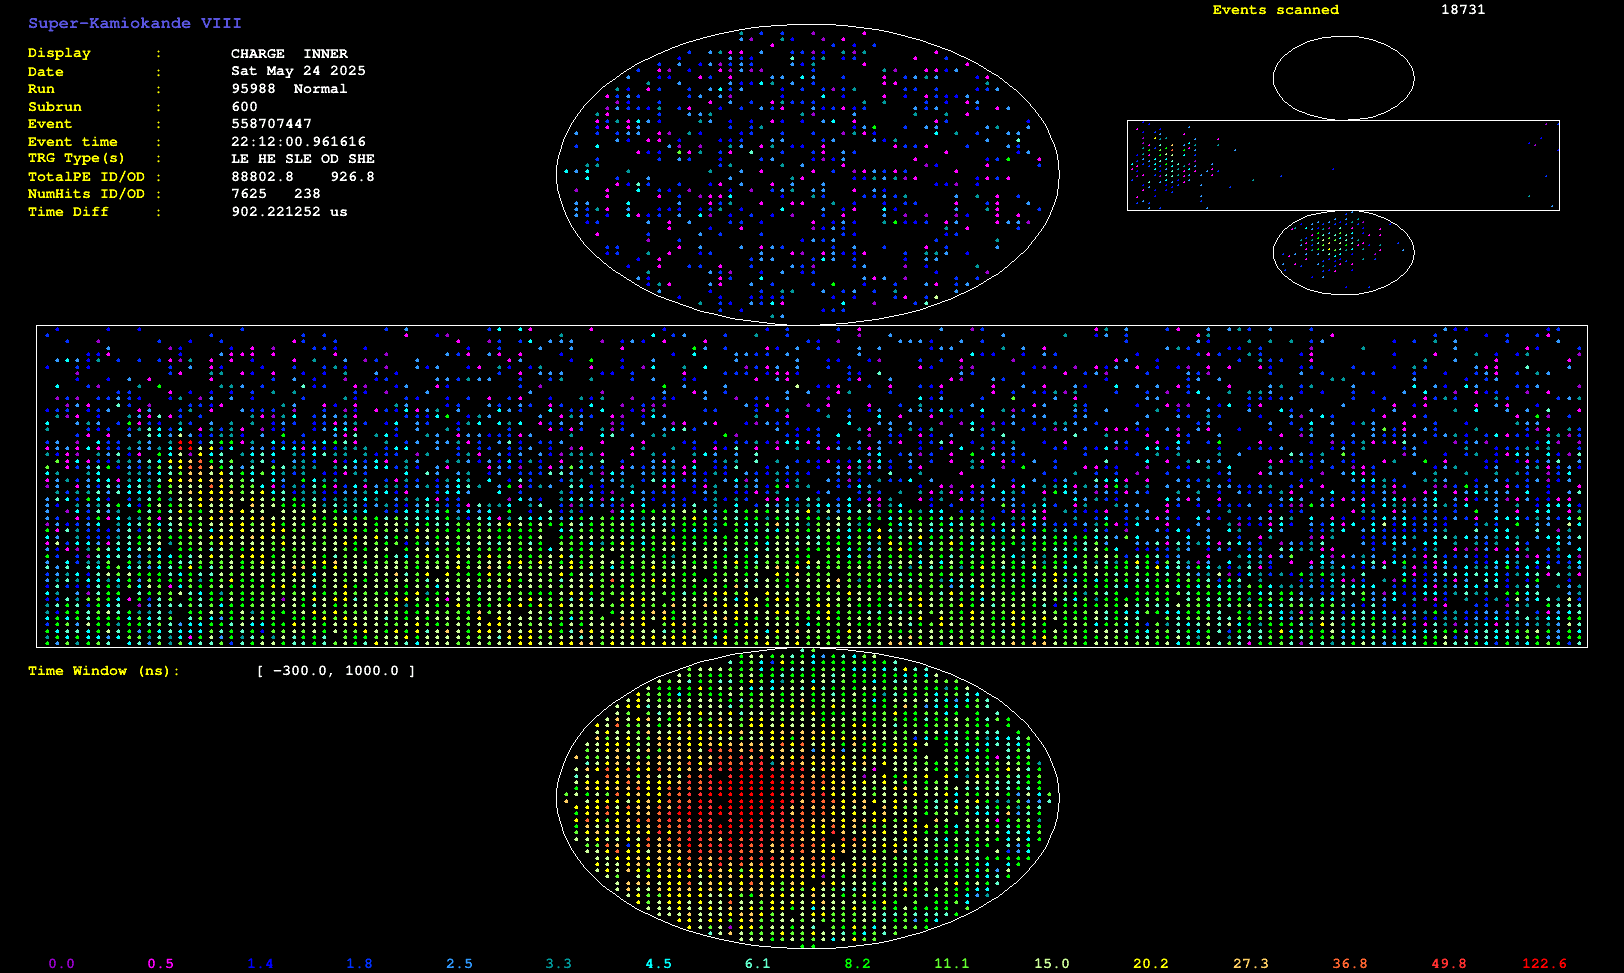 Super-Kamiokande VIII
Events scanned 18731
Display : CHARGE INNER
Date : Sat May 24 2025
Run : 95988 Normal
Subrun : 600
Event : 558707447
Event time : 22:12:00.961616
TRG Type(s) : LE HE SLE OD SHE
TotalPE ID/OD : 88802.8 926.8
NumHits ID/OD : 7625 238
Time Diff : 902.221252 us
Time Window (ns): [ -300.0, 1000.0 ]
0.0 0.5 1.4 1.8 2.5 3.3 4.5 6.1 8.2 11.1 15.0 20.2 27.3 36.8 49.8 122.6